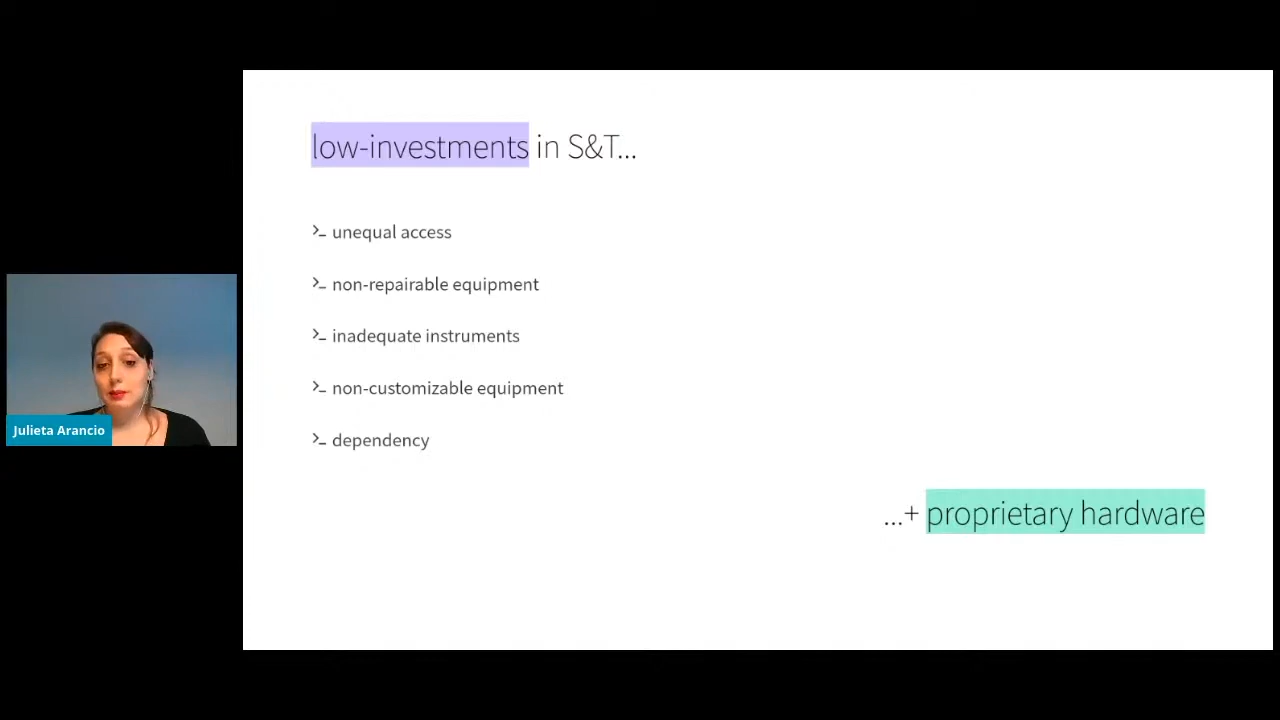 low-investments in S&T...
>_ unequal access
>_ non-repairable equipment
>_ inadequate instruments
>_ non-customizable equipment
>_ dependency
...+ proprietary hardware
Julieta Arancio